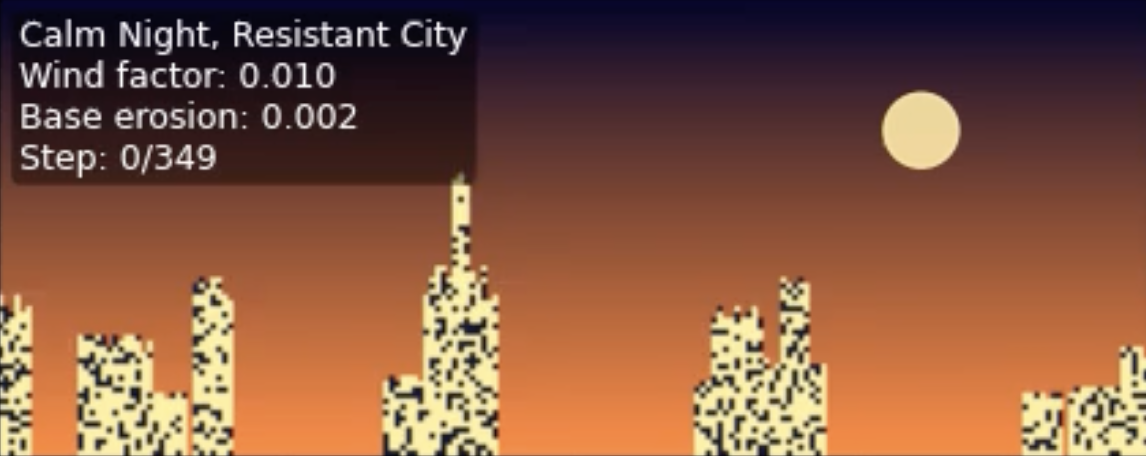 Calm Night, Resistant City
Wind factor: 0.010
Base erosion: 0.002
Step: 0/349